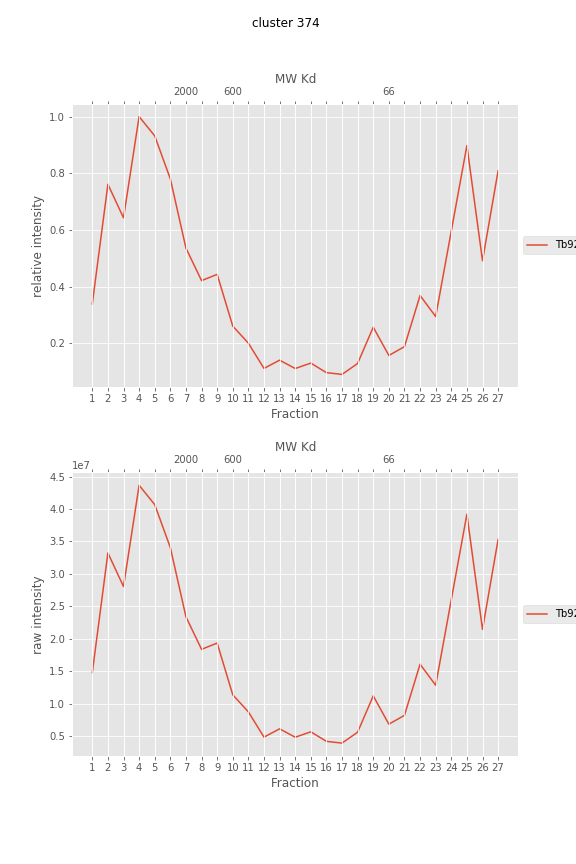 cluster 374
MW Kd
2000 600 66
1.0
0.8
0.6
0.4
0.2
relative intensity
Tb92
1 2 3 4 5 6 7 8 9 10 11 12 13 14 15 16 17 18 19 20 21 22 23 24 25 26 27
Fraction
MW Kd
2000 600 66
1e7
4.5
4.0
3.5
3.0
2.5
2.0
1.5
1.0
0.5
raw intensity
Tb92
1 2 3 4 5 6 7 8 9 10 11 12 13 14 15 16 17 18 19 20 21 22 23 24 25 26 27
Fraction